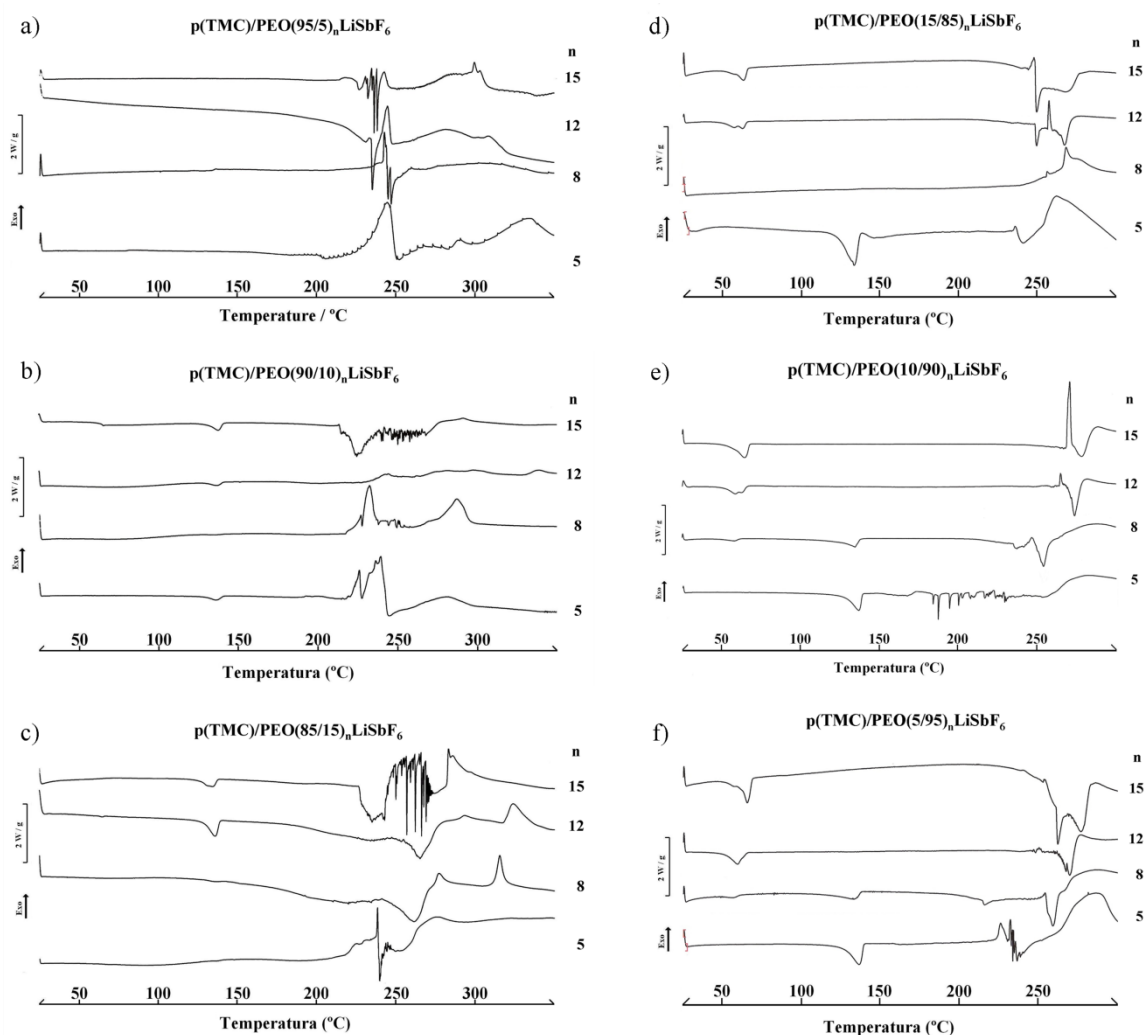 a)
p(TMC)/PEO(95/5)nLiSbF6
n
15
12
8
5
2 W / g
Exo
50 100 150 200 250 300
Temperature / ºC
b)
p(TMC)/PEO(90/10)nLiSbF6
n
15
12
8
5
2 W / g
Exo
50 100 150 200 250 300
Temperatura (ºC)
c)
p(TMC)/PEO(85/15)nLiSbF6
n
15
12
8
5
2 W / g
Exo
50 100 150 200 250 300
Temperatura (ºC)
d)
p(TMC)/PEO(15/85)nLiSbF6
n
15
12
8
5
2 W / g
Exo
50 100 150 200 250
Temperatura (ºC)
e)
p(TMC)/PEO(10/90)nLiSbF6
n
15
12
8
5
2 W / g
Exo
50 100 150 200 250
Temperatura (ºC)
f)
p(TMC)/PEO(5/95)nLiSbF6
n
15
12
8
5
2 W / g
Exo
50 100 150 200 250
Temperatura (ºC)